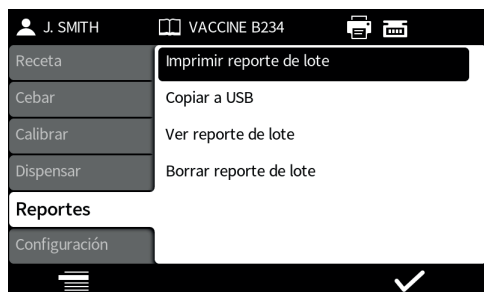 J. SMITH
VACCINE B234
Receta
Imprimir reporte de lote
Cebar
Copiar a USB
Calibrar
Ver reporte de lote
Dispensar
Borrar reporte de lote
Reportes
Configuración